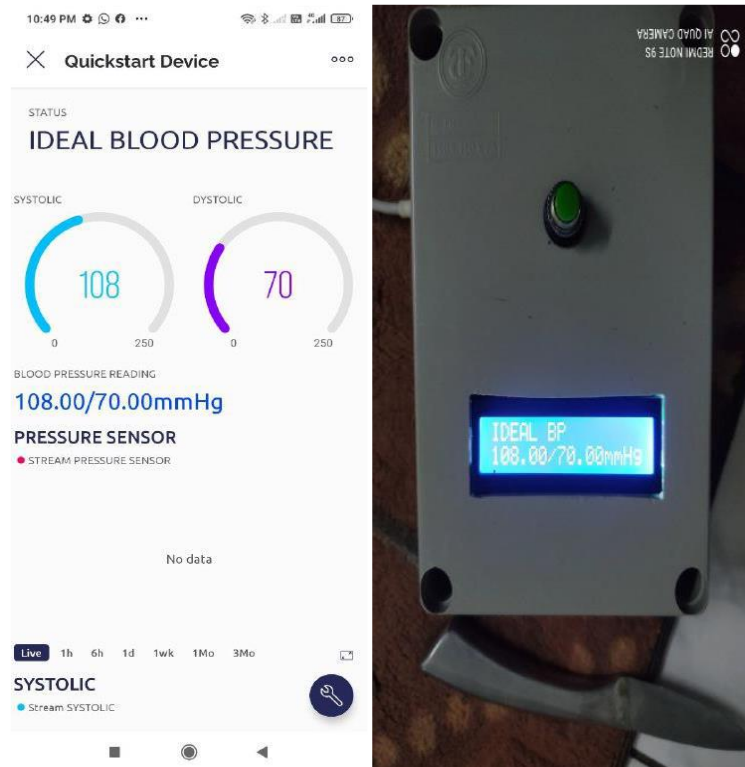 10:49 PM
87
Quickstart Device
STATUS
IDEAL BLOOD PRESSURE
SYSTOLIC
DYSTOLIC
108
70
0
250
0
250
BLOOD PRESSURE READING
108.00/70.00mmHg
PRESSURE SENSOR
STREAM PRESSURE SENSOR
No data
Live 1h 6h 1d 1wk 1Mo 3Mo
SYSTOLIC
Stream SYSTOLIC
REDMI NOTE 9S
AI QUAD CAMERA
IDEAL BP
108.00/70.00mmHg